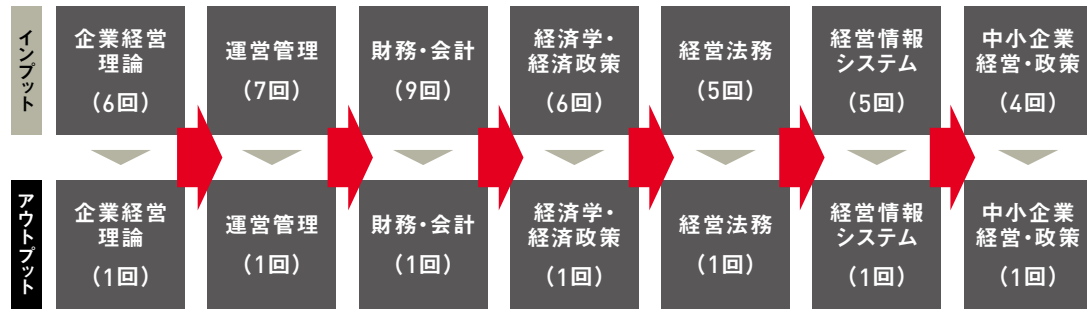 インプット
企業経営
理論
(6回)
運営管理
(7回)
財務・会計
(9回)
経済学・
経済政策
(6回)
経営法務
(5回)
経営情報
システム
(5回)
中小企業
経営・政策
(4回)
アウトプット
企業経営
理論
(1回)
運営管理
(1回)
財務・会計
(1回)
経済学・
経済政策
(1回)
経営法務
(1回)
経営情報
システム
(1回)
中小企業
経営・政策
(1回)